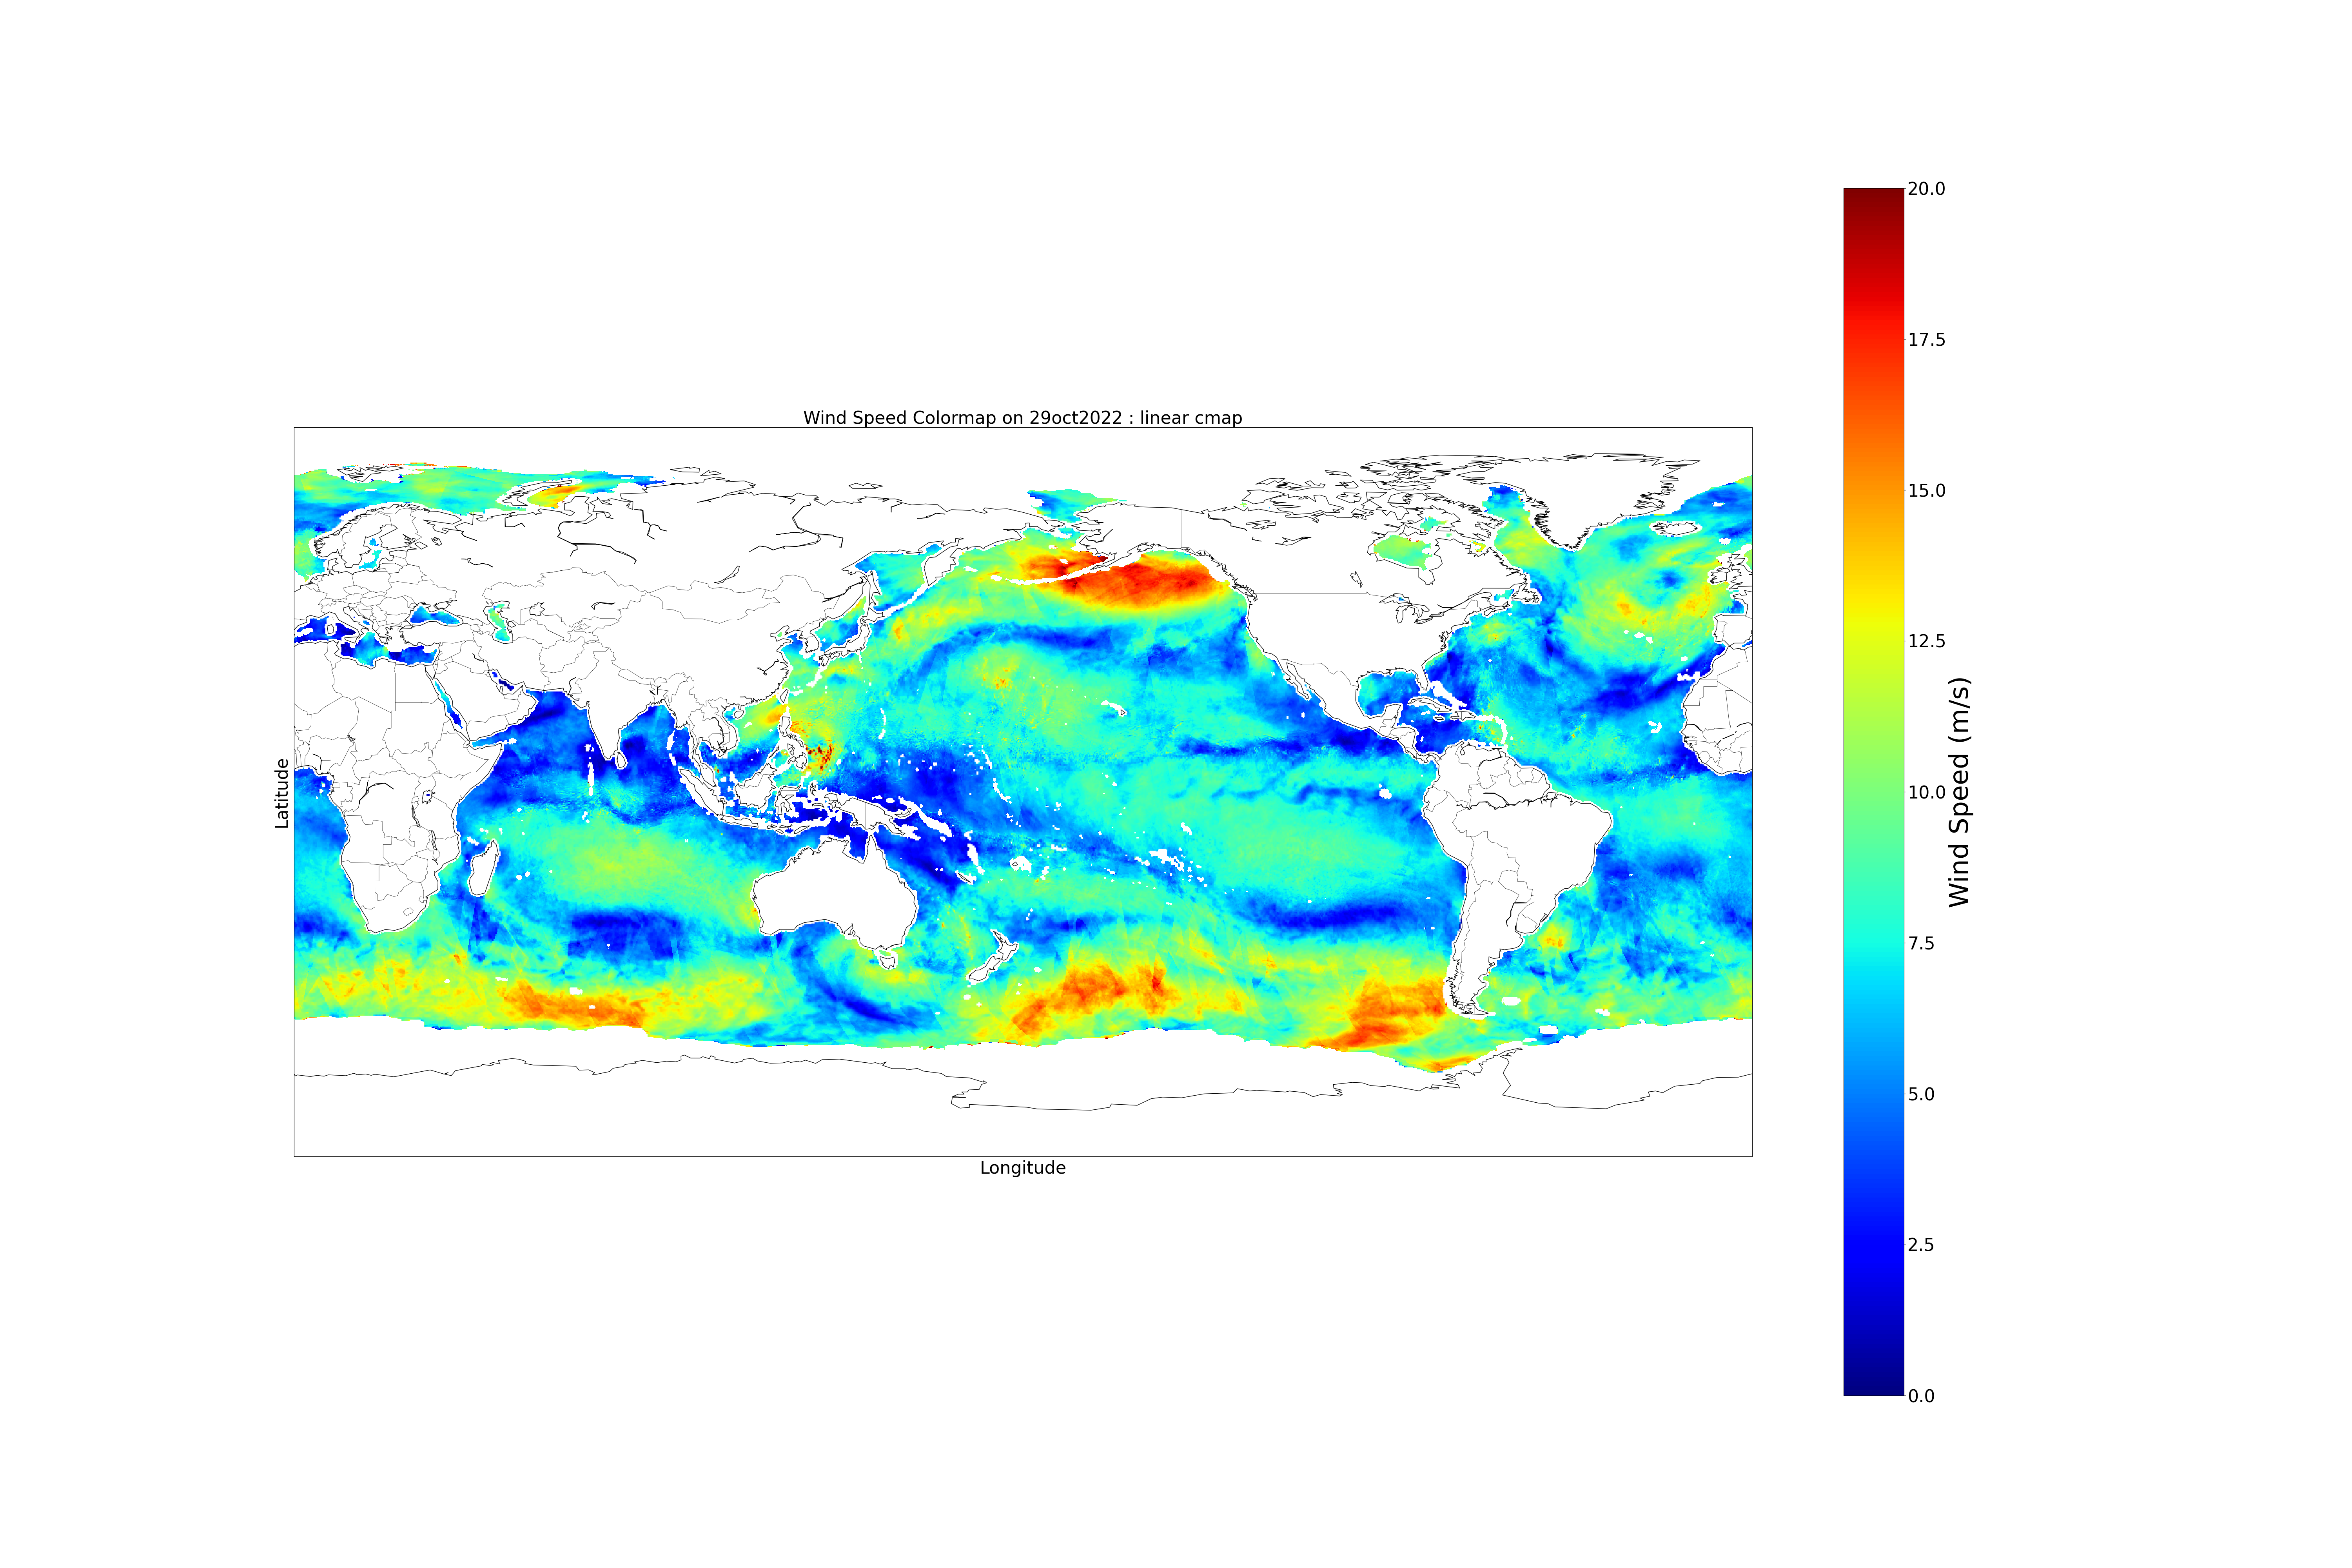 Wind Speed Colormap on 29oct2022 : linear cmap
Latitude
Longitude
20.0
17.5
15.0
12.5
10.0
7.5
5.0
2.5
0.0
Wind Speed (m/s)